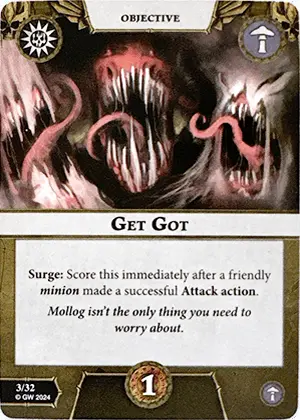 OBJECTIVE
GET GOT
Surge: Score this immediately after a friendly
minion made a successful Attack action.
Mollog isn't the only thing you need to
worry about.
3/32
© GW 2024
1